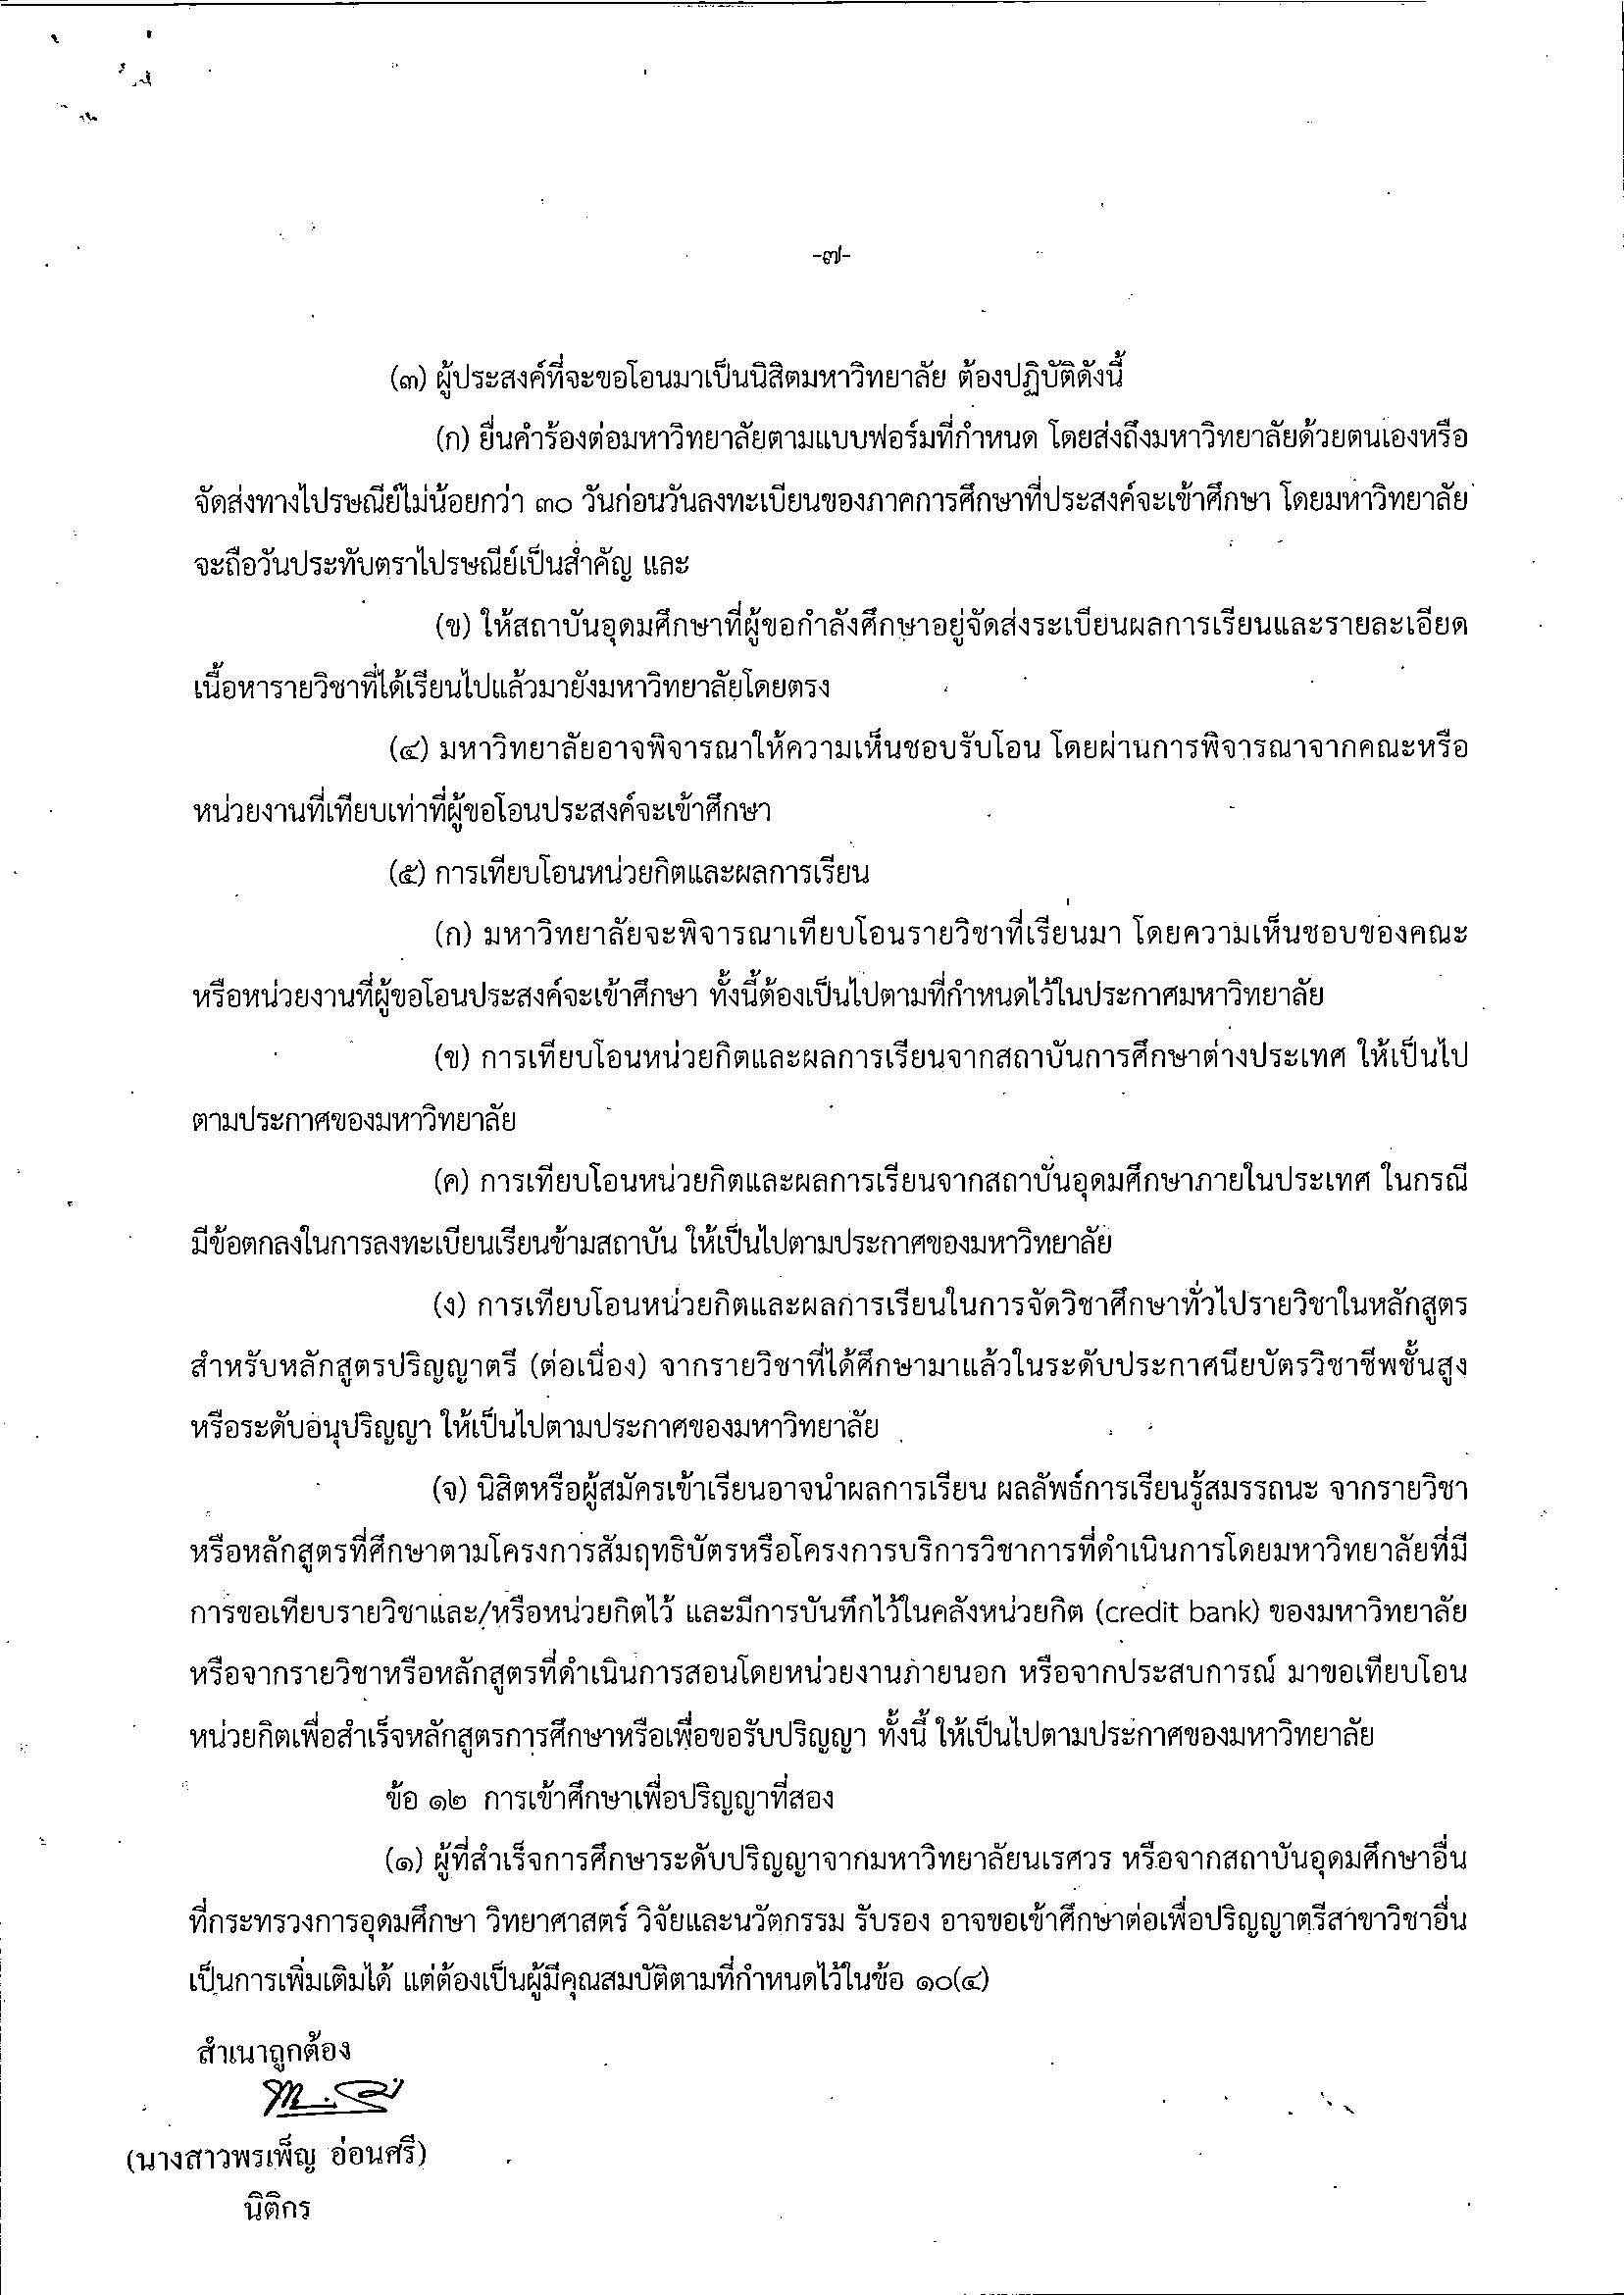 -๗-
(๓) ผู้ประสงค์ที่จะขอโอนมาเป็นนิสิตมหาวิทยาลัย ต้องปฏิบัติดังนี้
(ก) ยื่นคำร้องต่อมหาวิทยาลัยตามแบบฟอร์มที่กำหนด โดยส่งถึงมหาวิทยาลัยด้วยตนเองหรือ
จัดส่งทางไปรษณีย์ไม่น้อยกว่า ๓๐ วันก่อนวันลงทะเบียนของภาคการศึกษาที่ประสงค์จะเข้าศึกษา โดยมหาวิทยาลัย
จะถือวันประทับตราไปรษณีย์เป็นสำคัญ และ
(ข) ให้สถาบันอุดมศึกษาที่ผู้ขอกำลังศึกษาอยู่จัดส่งระเบียนผลการเรียนและรายละเอียด
เนื้อหารายวิชาที่ได้เรียนไปแล้วมายังมหาวิทยาลัยโดยตรง
(๔) มหาวิทยาลัยอาจพิจารณาให้ความเห็นชอบรับโอน โดยผ่านการพิจารณาจากคณะหรือ
หน่วยงานที่เทียบเท่าที่ผู้ขอโอนประสงค์จะเข้าศึกษา
(๕) การเทียบโอนหน่วยกิตและผลการเรียน
(ก) มหาวิทยาลัยจะพิจารณาเทียบโอนรายวิชาที่เรียนมา โดยความเห็นชอบของคณะ
หรือหน่วยงานที่ผู้ขอโอนประสงค์จะเข้าศึกษา ทั้งนี้ต้องเป็นไปตามที่กำหนดไว้ในประกาศมหาวิทยาลัย
(ข) การเทียบโอนหน่วยกิตและผลการเรียนจากสถาบันการศึกษาต่างประเทศ ให้เป็นไป
ตามประกาศของมหาวิทยาลัย
(ค) การเทียบโอนหน่วยกิตและผลการเรียนจากสถาบันอุดมศึกษาภายในประเทศ ในกรณี
มีข้อตกลงในการลงทะเบียนเรียนข้ามสถาบัน ให้เป็นไปตามประกาศของมหาวิทยาลัย
(ง) การเทียบโอนหน่วยกิตและผลการเรียนในการจัดวิชาศึกษาทั่วไปรายวิชาในหลักสูตร
สำหรับหลักสูตรปริญญาตรี (ต่อเนื่อง) จากรายวิชาที่ได้ศึกษามาแล้วในระดับประกาศนียบัตรวิชาชีพชั้นสูง
หรือระดับอนุปริญญา ให้เป็นไปตามประกาศของมหาวิทยาลัย
(จ) นิสิตหรือผู้สมัครเข้าเรียนอาจนำผลการเรียน ผลลัพธ์การเรียนรู้สมรรถนะ จากรายวิชา
หรือหลักสูตรที่ศึกษาตามโครงการสัมฤทธิบัตรหรือโครงการบริการวิชาการที่ดำเนินการโดยมหาวิทยาลัยที่มี
การขอเทียบรายวิชาและ/หรือหน่วยกิตไว้ และมีการบันทึกไว้ในคลังหน่วยกิต (credit bank) ของมหาวิทยาลัย
หรือจากรายวิชาหรือหลักสูตรที่ดำเนินการสอนโดยหน่วยงานภายนอก หรือจากประสบการณ์ มาขอเทียบโอน
หน่วยกิตเพื่อสำเร็จหลักสูตรการศึกษาหรือเพื่อขอรับปริญญา ทั้งนี้ ให้เป็นไปตามประกาศของมหาวิทยาลัย
ข้อ ๑๒ การเข้าศึกษาเพื่อปริญญาที่สอง
(๑) ผู้ที่สำเร็จการศึกษาระดับปริญญาจากมหาวิทยาลัยนเรศวร หรือจากสถาบันอุดมศึกษาอื่น
ที่กระทรวงการอุดมศึกษา วิทยาศาสตร์ วิจัยและนวัตกรรม รับรอง อาจขอเข้าศึกษาต่อเพื่อปริญญาตรีสาขาวิชาอื่น
เป็นการเพิ่มเติมได้ แต่ต้องเป็นผู้มีคุณสมบัติตามที่กำหนดไว้ในข้อ ๑๐(๔)
สำเนาถูกต้อง
(นางสาวพรเพ็ญ อ่อนศรี)
นิติกร